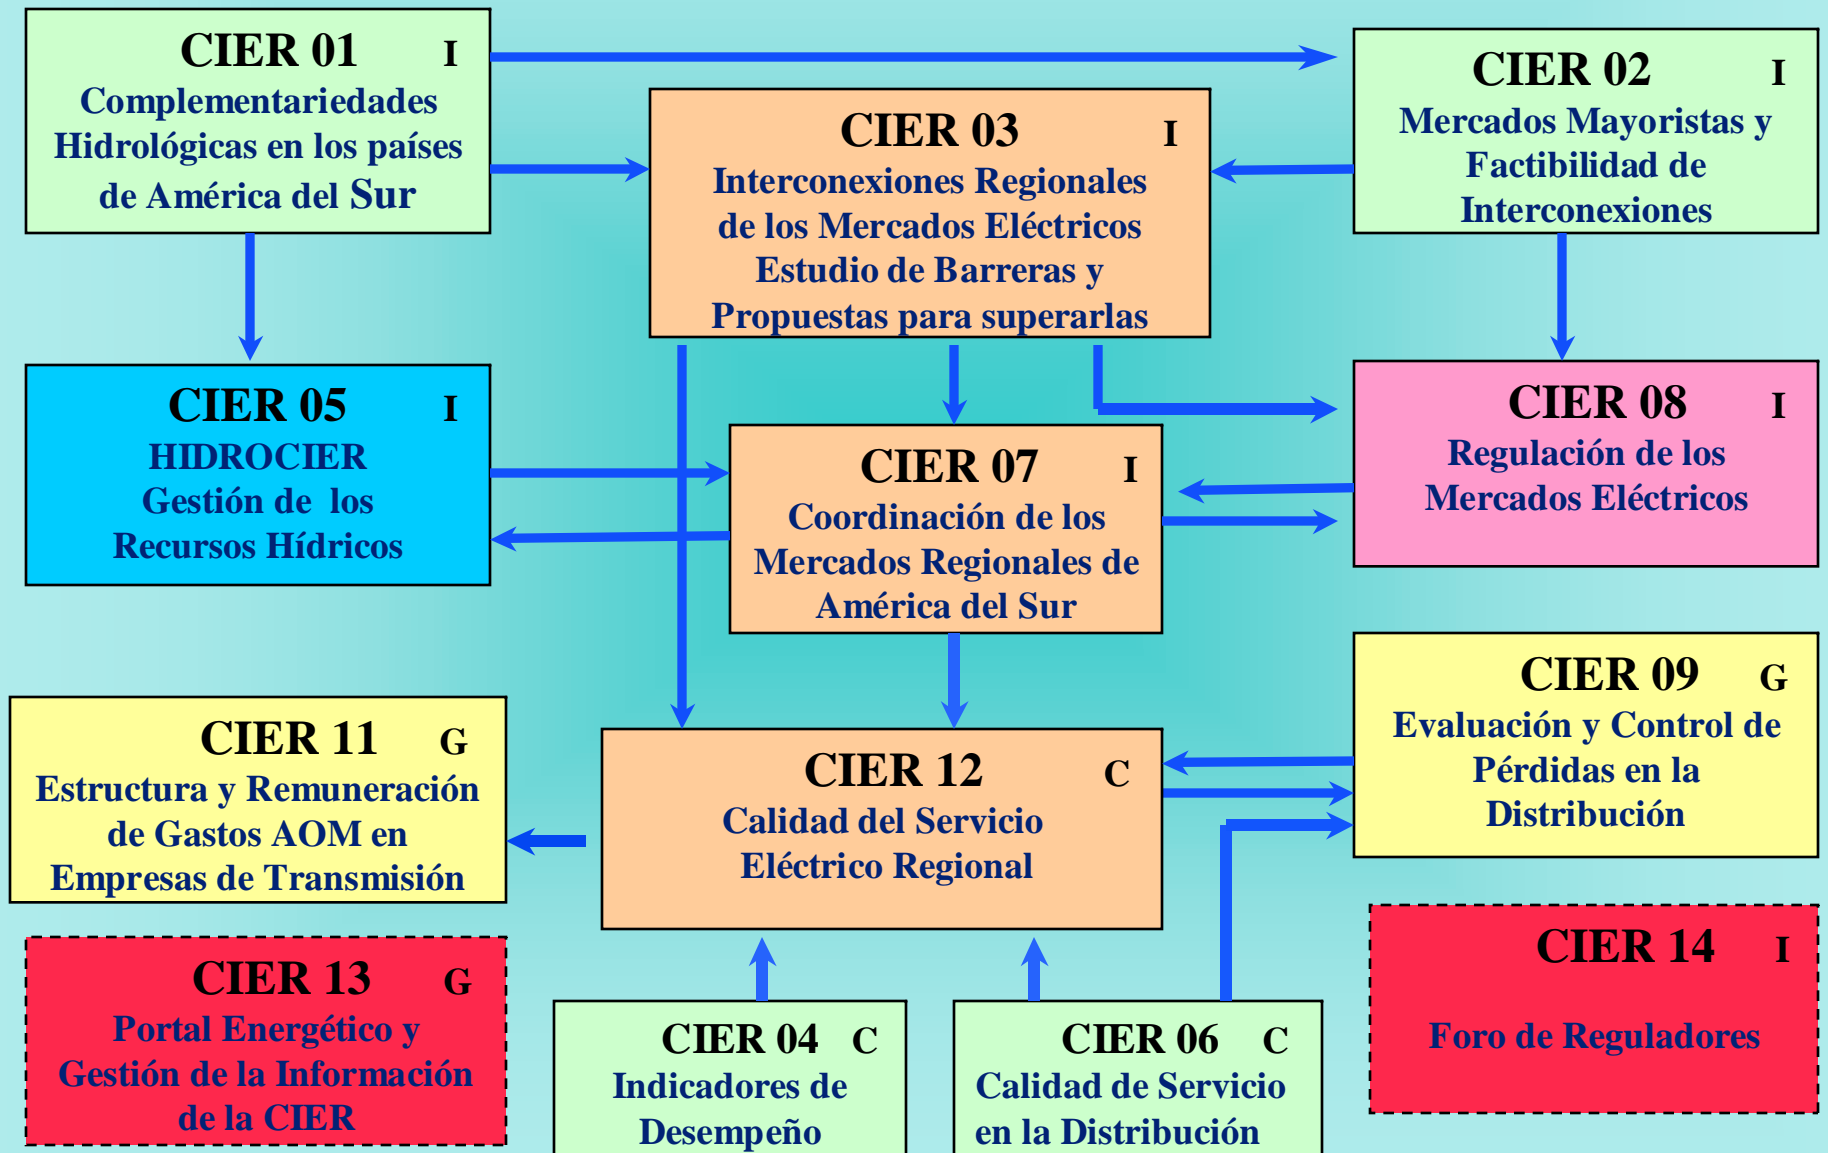 CIER 01 I
Complementariedades
Hidrológicas en los países
de América del Sur
CIER 02 I
Mercados Mayoristas y
Factibilidad de
Interconexiones
CIER 03 I
Interconexiones Regionales
de los Mercados Eléctricos
Estudio de Barreras y
Propuestas para superarlas
CIER 05 I
HIDROCIER
Gestión de los
Recursos Hídricos
CIER 07 I
Coordinación de los
Mercados Regionales de
América del Sur
CIER 08 I
Regulación de los
Mercados Eléctricos
CIER 11 G
Estructura y Remuneración
de Gastos AOM en
Empresas de Transmisión
CIER 12 C
Calidad del Servicio
Eléctrico Regional
CIER 09 G
Evaluación y Control de
Pérdidas en la
Distribución
CIER 13 G
Portal Energético y
Gestión de la Información
de la CIER
CIER 04 C
Indicadores de
Desempeño
CIER 06 C
Calidad de Servicio
en la Distribución
CIER 14 I
Foro de Reguladores